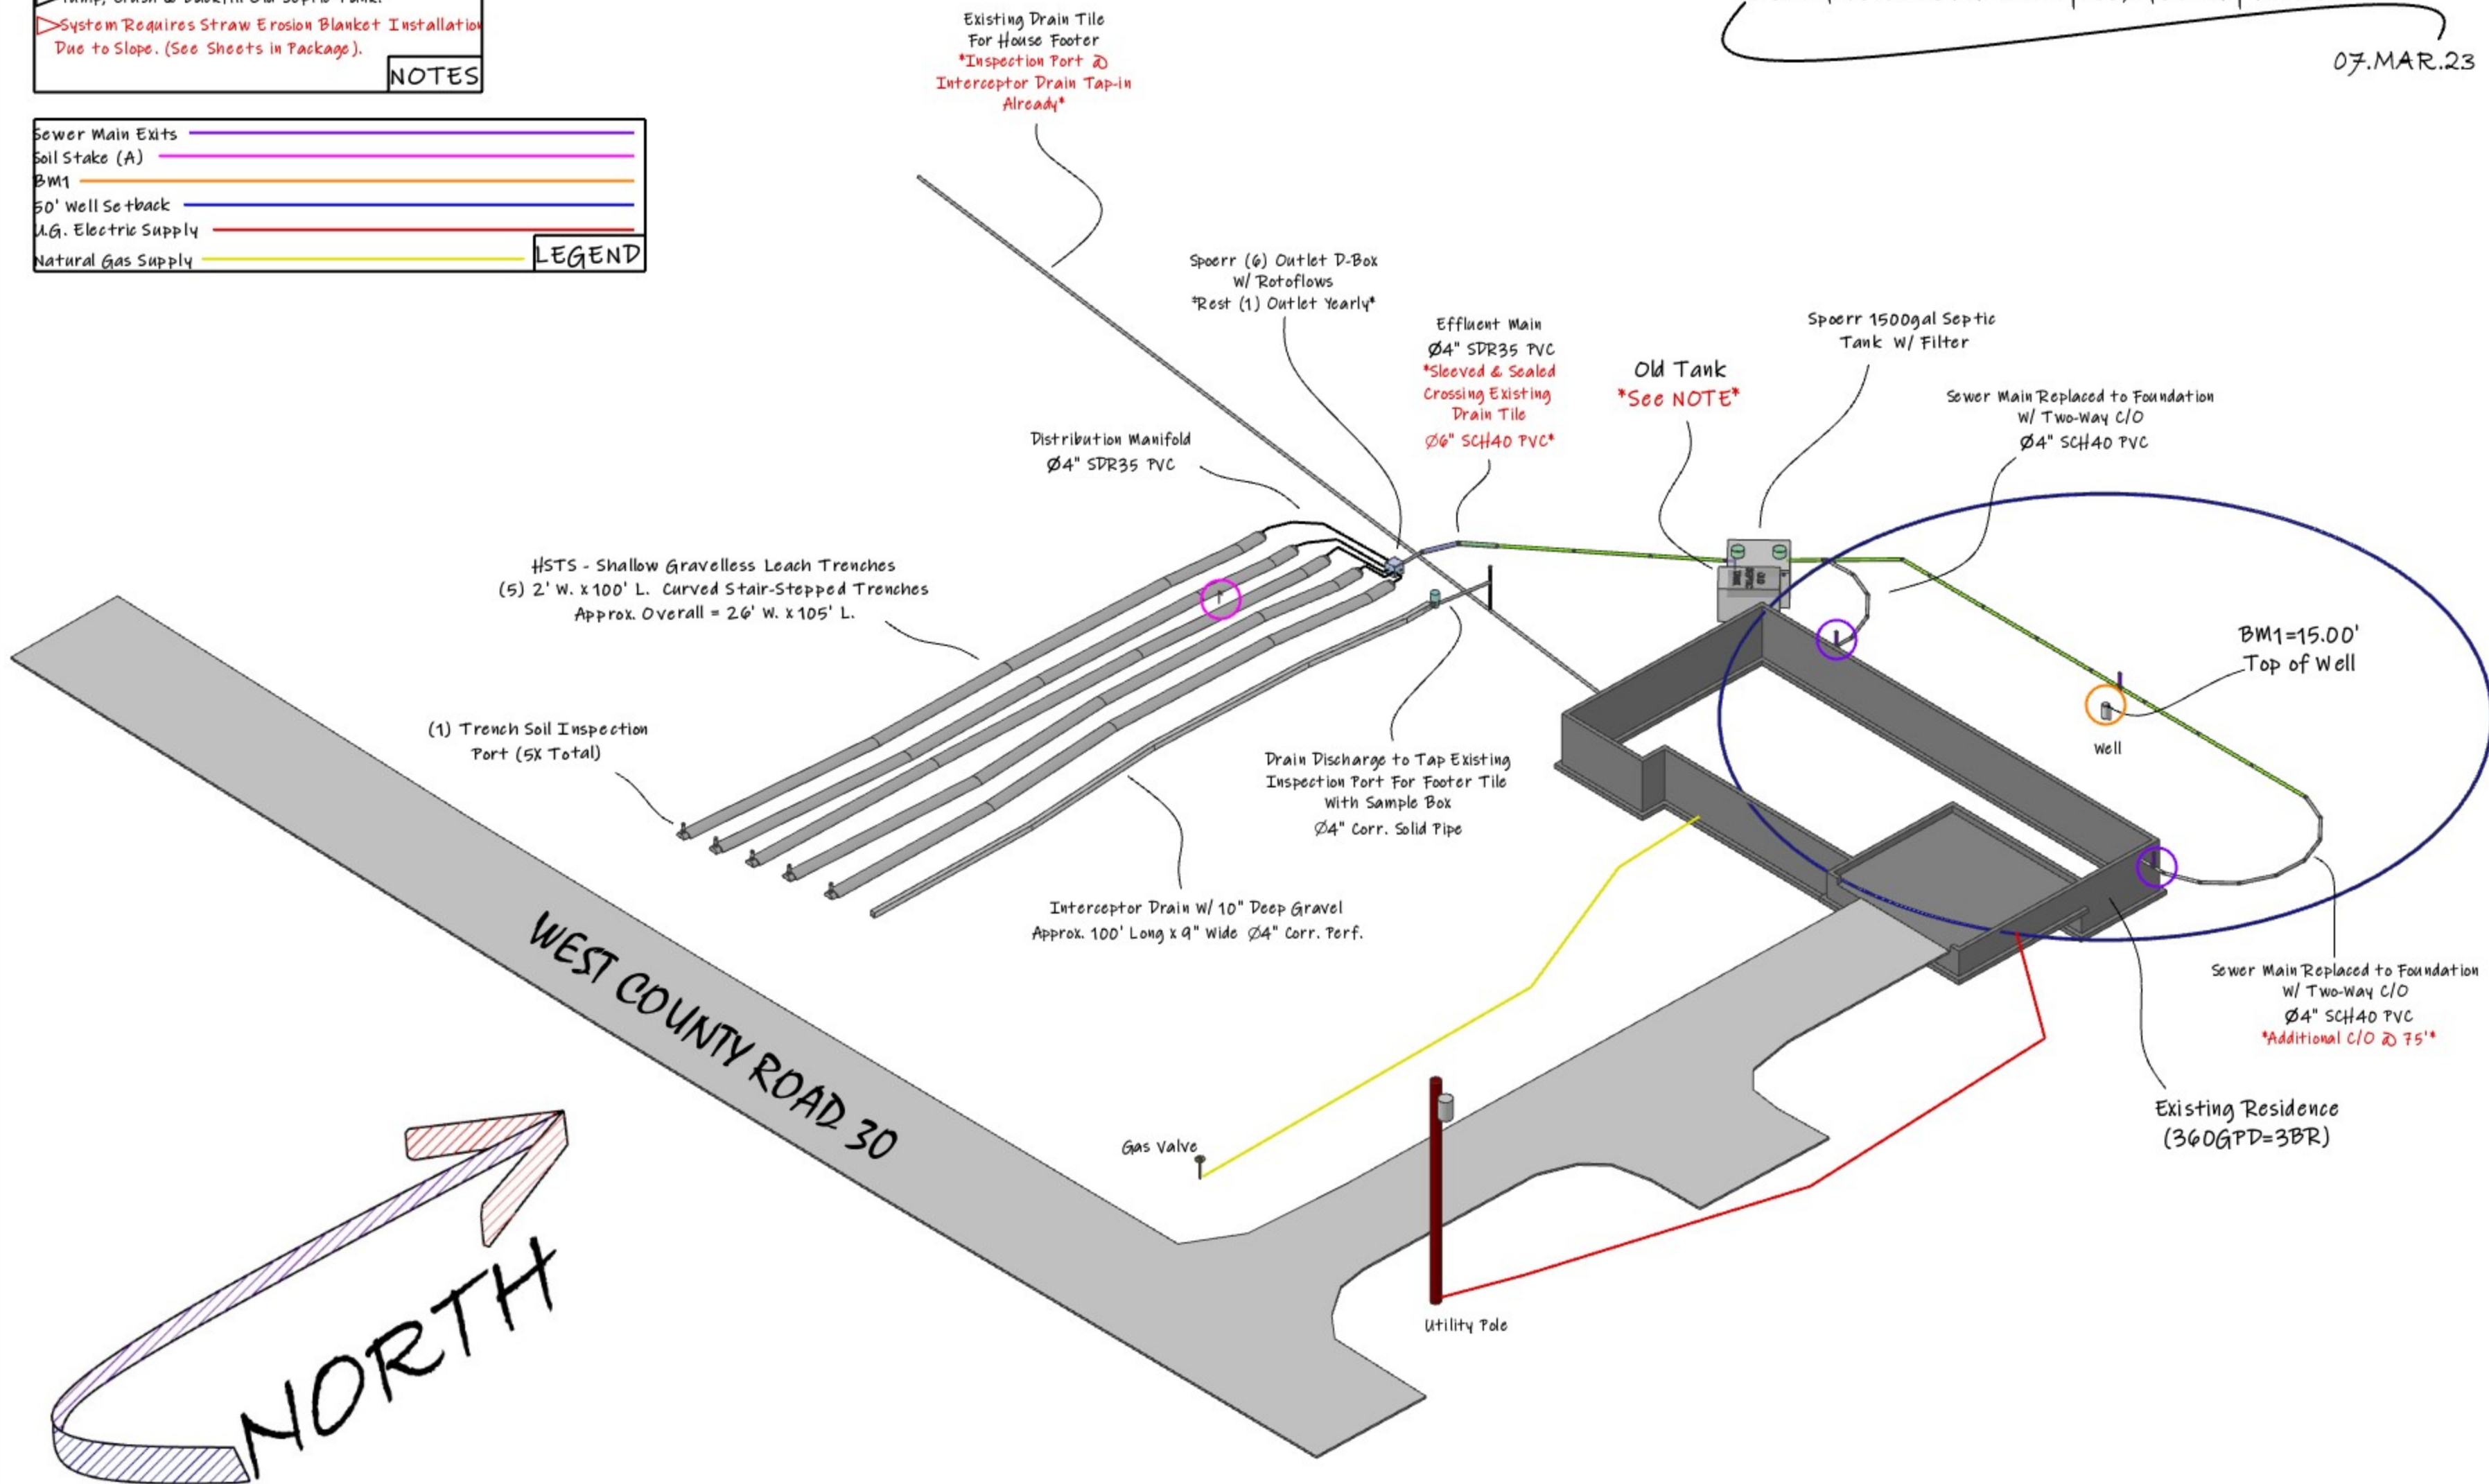 Pump, Crush & Backfill Old Septic Tank.
System Requires Straw Erosion Blanket Installation
Due to Slope. (See Sheets in Package).
NOTES
Sewer Main Exits
Soil Stake (A)
BM1
50' Well Setback
U.G. Electric Supply
Natural Gas Supply
LEGEND
07.MAR.23
Existing Drain Tile
For House Footer
*Inspection Port @
Interceptor Drain Tap-in
Already*
Spoerr (6) Outlet D-Box
W/ Rotoflows
*Rest (1) Outlet Yearly*
Effluent Main
Ø4" SDR35 PVC
*Sleeved & Sealed
Crossing Existing
Drain Tile
Ø6" SCH40 PVC*
Old Tank
*See NOTE*
Spoerr 1500gal Septic
Tank W/ Filter
Sewer Main Replaced to Foundation
W/ Two-Way C/O
Ø4" SCH40 PVC
Distribution Manifold
Ø4" SDR35 PVC
HSTS - Shallow Gravelless Leach Trenches
(5) 2' W. x 100' L. Curved Stair-Stepped Trenches
Approx. Overall = 26' W. x 105' L.
(1) Trench Soil Inspection
Port (5X Total)
BM1=15.00'
Top of Well
Well
Drain Discharge to Tap Existing
Inspection Port For Footer Tile
With Sample Box
Ø4" Corr. Solid Pipe
Interceptor Drain W/ 10" Deep Gravel
Approx. 100' Long x 9" Wide Ø4" Corr. Perf.
Sewer Main Replaced to Foundation
W/ Two-Way C/O
Ø4" SCH40 PVC
*Additional C/O @ 75'*
Existing Residence
(360GPD=3BR)
WEST COUNTY ROAD 30
Gas Valve
Utility Pole
NORTH